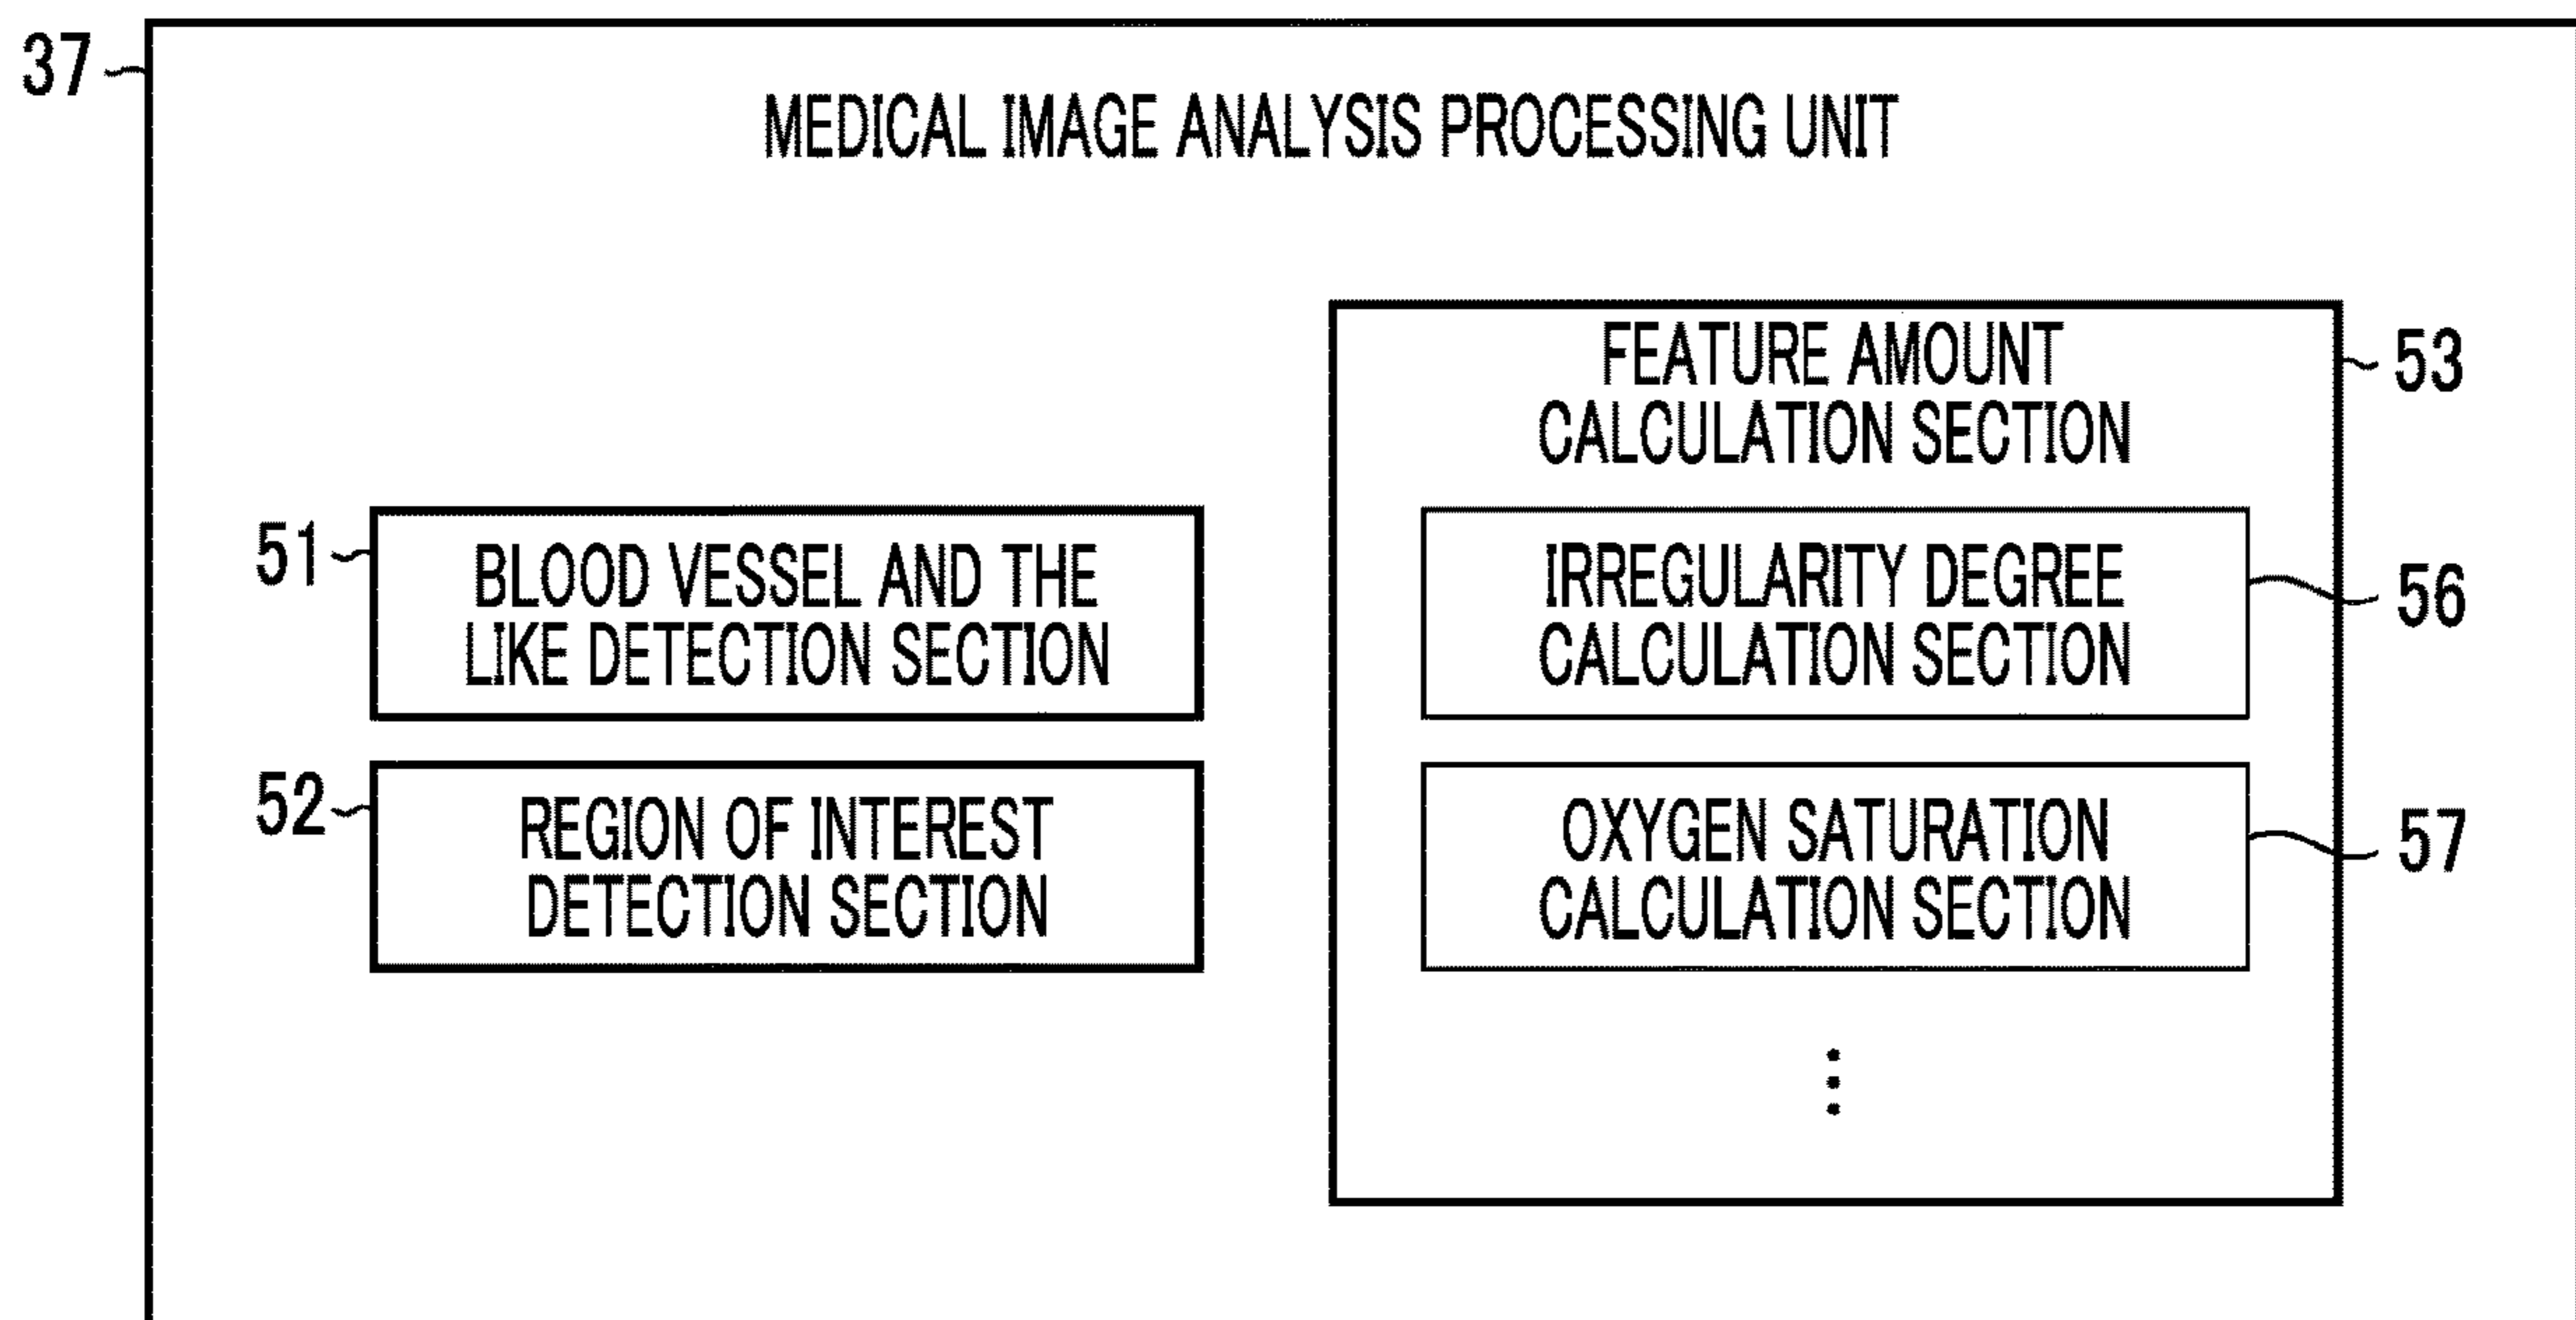 37
MEDICAL IMAGE ANALYSIS PROCESSING UNIT
FEATURE AMOUNT
CALCULATION SECTION
53
51
BLOOD VESSEL AND THE
LIKE DETECTION SECTION
IRREGULARITY DEGREE
CALCULATION SECTION
56
52
REGION OF INTEREST
DETECTION SECTION
OXYGEN SATURATION
CALCULATION SECTION
57